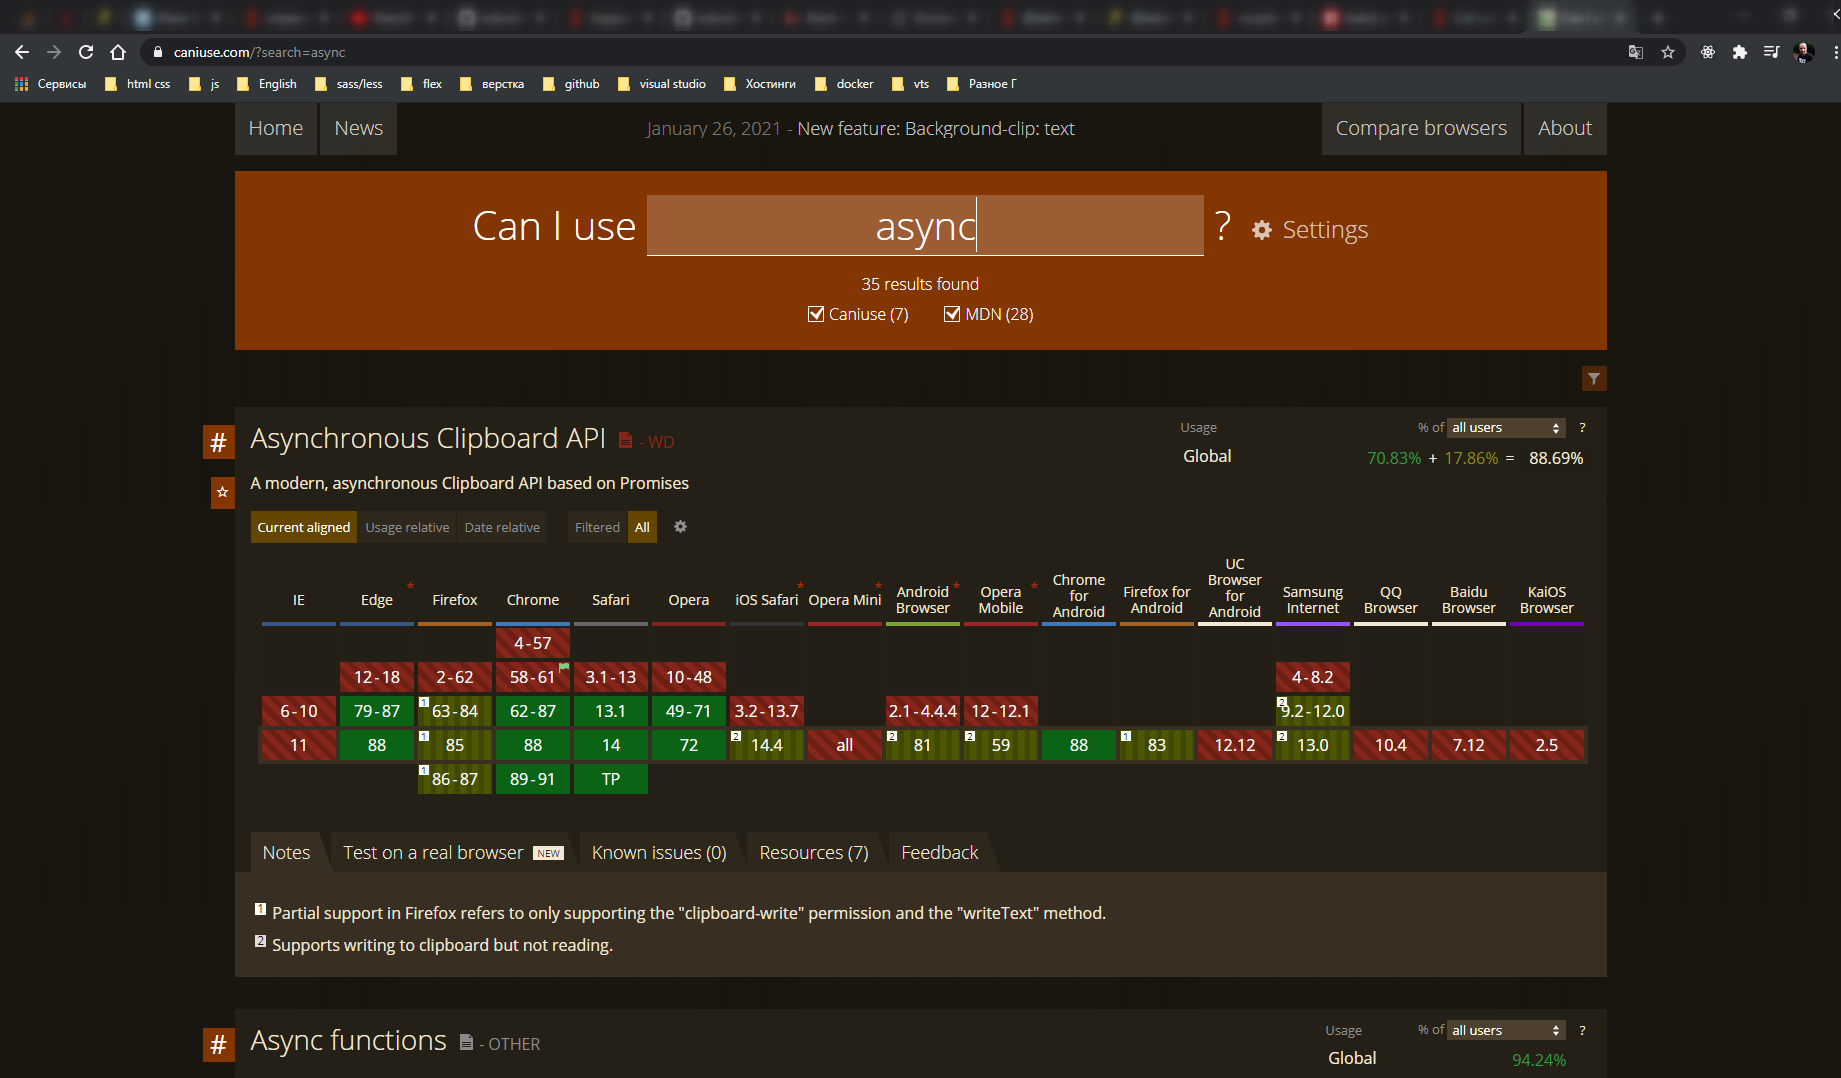 caniuse.com/?search=async
Сервисы html css js English sass/less flex верстка github visual studio Хостинги docker vts Разное Г
Home News January 26, 2021 - New feature: Background-clip: text Compare browsers About
Can I use async ? Settings
35 results found
Caniuse (7) MDN (28)
# Asynchronous Clipboard API - WD
Usage % of all users ?
Global 70.83% + 17.86% = 88.69%
A modern, asynchronous Clipboard API based on Promises
Current aligned Usage relative Date relative Filtered All
IE Edge * Firefox Chrome Safari Opera iOS Safari * Opera Mini * Android Browser * Opera Mobile * Chrome for Android Firefox for Android UC Browser for Android Samsung Internet QQ Browser Baidu Browser KaiOS Browser
4-57
12-18 2-62 58-61 3.1-13 10-48 4-8.2
6-10 79-87 1 63-84 62-87 13.1 49-71 3.2-13.7 2.1-4.4.4 12-12.1 2 9.2-12.0
11 88 1 85 88 14 72 2 14.4 all 2 81 2 59 88 1 83 12.12 2 13.0 10.4 7.12 2.5
1 86-87 89-91 TP
Notes Test on a real browser NEW Known issues (0) Resources (7) Feedback
1 Partial support in Firefox refers to only supporting the "clipboard-write" permission and the "writeText" method.
2 Supports writing to clipboard but not reading.
# Async functions - OTHER
Usage % of all users ?
Global 94.24%